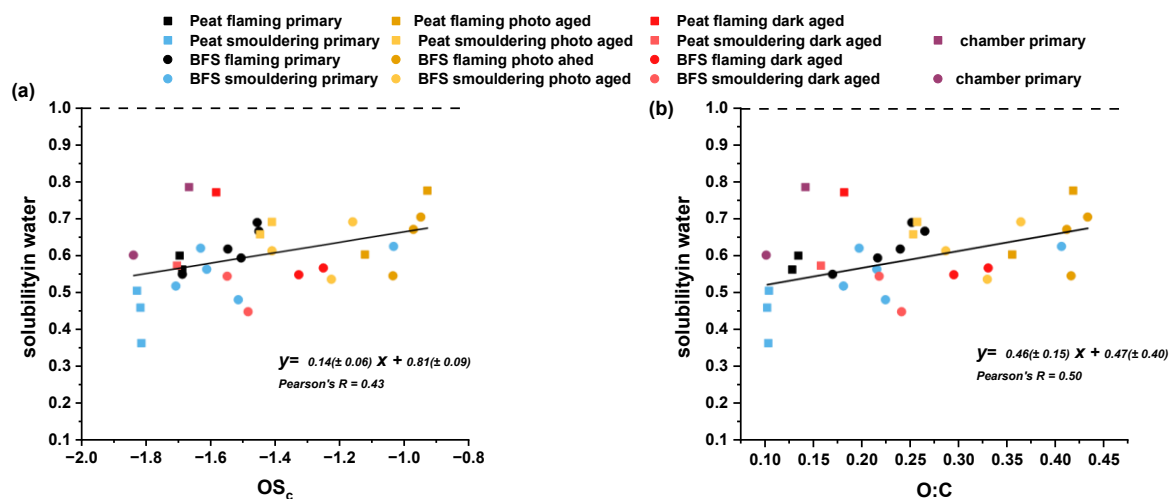 Peat flaming primary
Peat flaming photo aged
Peat flaming dark aged
Peat smouldering primary
Peat smouldering photo aged
Peat smouldering dark aged
chamber primary
BFS flaming primary
BFS flaming photo ahed
BFS flaming dark aged
BFS smouldering primary
BFS smouldering photo aged
BFS smouldering dark aged
chamber primary
(a)
1.0
0.9
0.8
0.7
0.6
0.5
0.4
0.3
0.2
0.1
solubilityin water
y= 0.14(± 0.06) x + 0.81(± 0.09)
Pearson's R = 0.43
−2.0 −1.8 −1.6 −1.4 −1.2 −1.0 −0.8
OSc
(b)
1.0
0.9
0.8
0.7
0.6
0.5
0.4
0.3
0.2
0.1
solubilityin water
y= 0.46(± 0.15) x + 0.47(± 0.40)
Pearson's R = 0.50
0.10 0.15 0.20 0.25 0.30 0.35 0.40 0.45
O:C